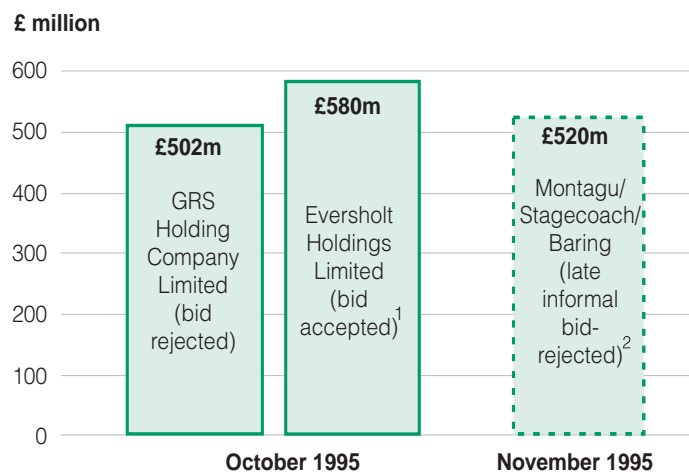 £ million
600
500
400
300
200
100
0
£502m
GRS
Holding
Company
Limited
(bid
rejected)
£580m
Eversholt
Holdings
Limited
(bid
accepted)1
£520m
Montagu/
Stagecoach/
Baring
(late
informal
bid-
rejected)2
October 1995
November 1995